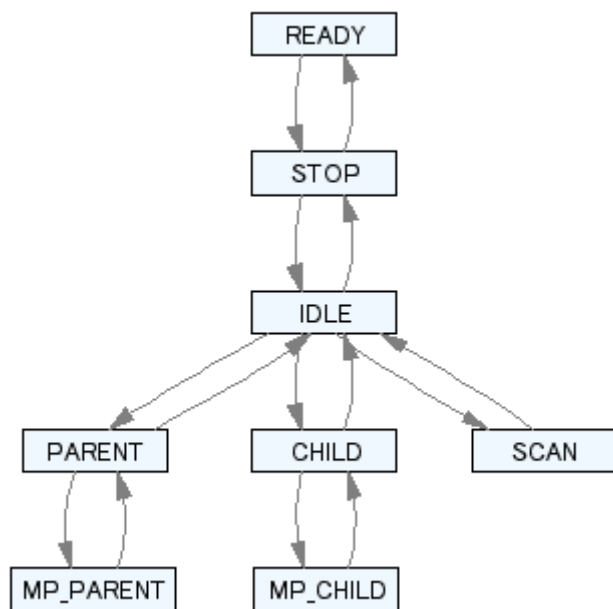 READY
STOP
IDLE
PARENT
CHILD
SCAN
MP_PARENT
MP_CHILD